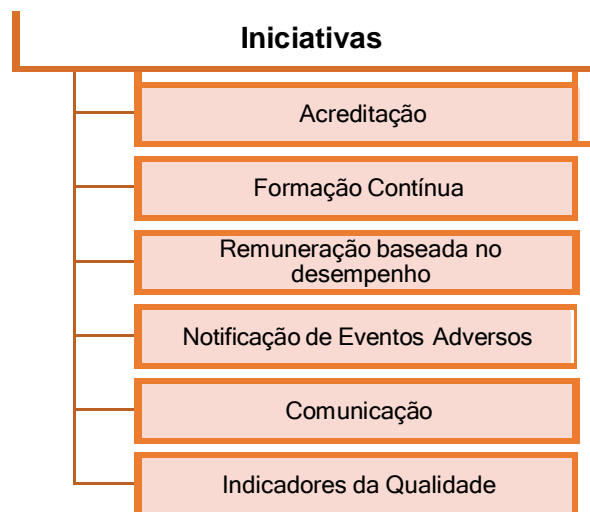 Iniciativas
Acreditação
Formação Contínua
Remuneração baseada no
desempenho
Notificação de Eventos Adversos
Comunicação
Indicadores da Qualidade